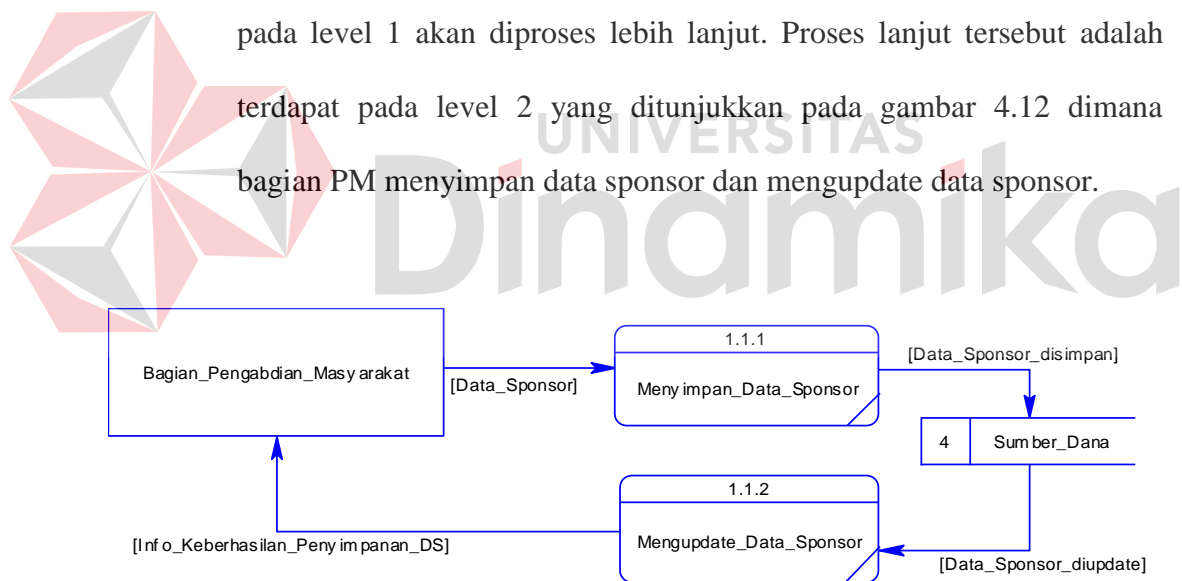 pada level 1 akan diproses lebih lanjut. Proses lanjut tersebut adalah
terdapat pada level 2 yang ditunjukkan pada gambar 4.12 dimana
UNIVERSITAS
bagian PM menyimpan data sponsor dan mengupdate data sponsor.
Dinamika
1.1.1
[Data_Sponsor_disimpan]
Bagian_Pengabdian_Masyarakat
[Data_Sponsor]
Menyimpan_Data_Sponsor
4 Sumber_Dana
1.1.2
[Info_Keberhasilan_Penyimpanan_DS]
Mengupdate_Data_Sponsor
[Data_Sponsor_diupdate]